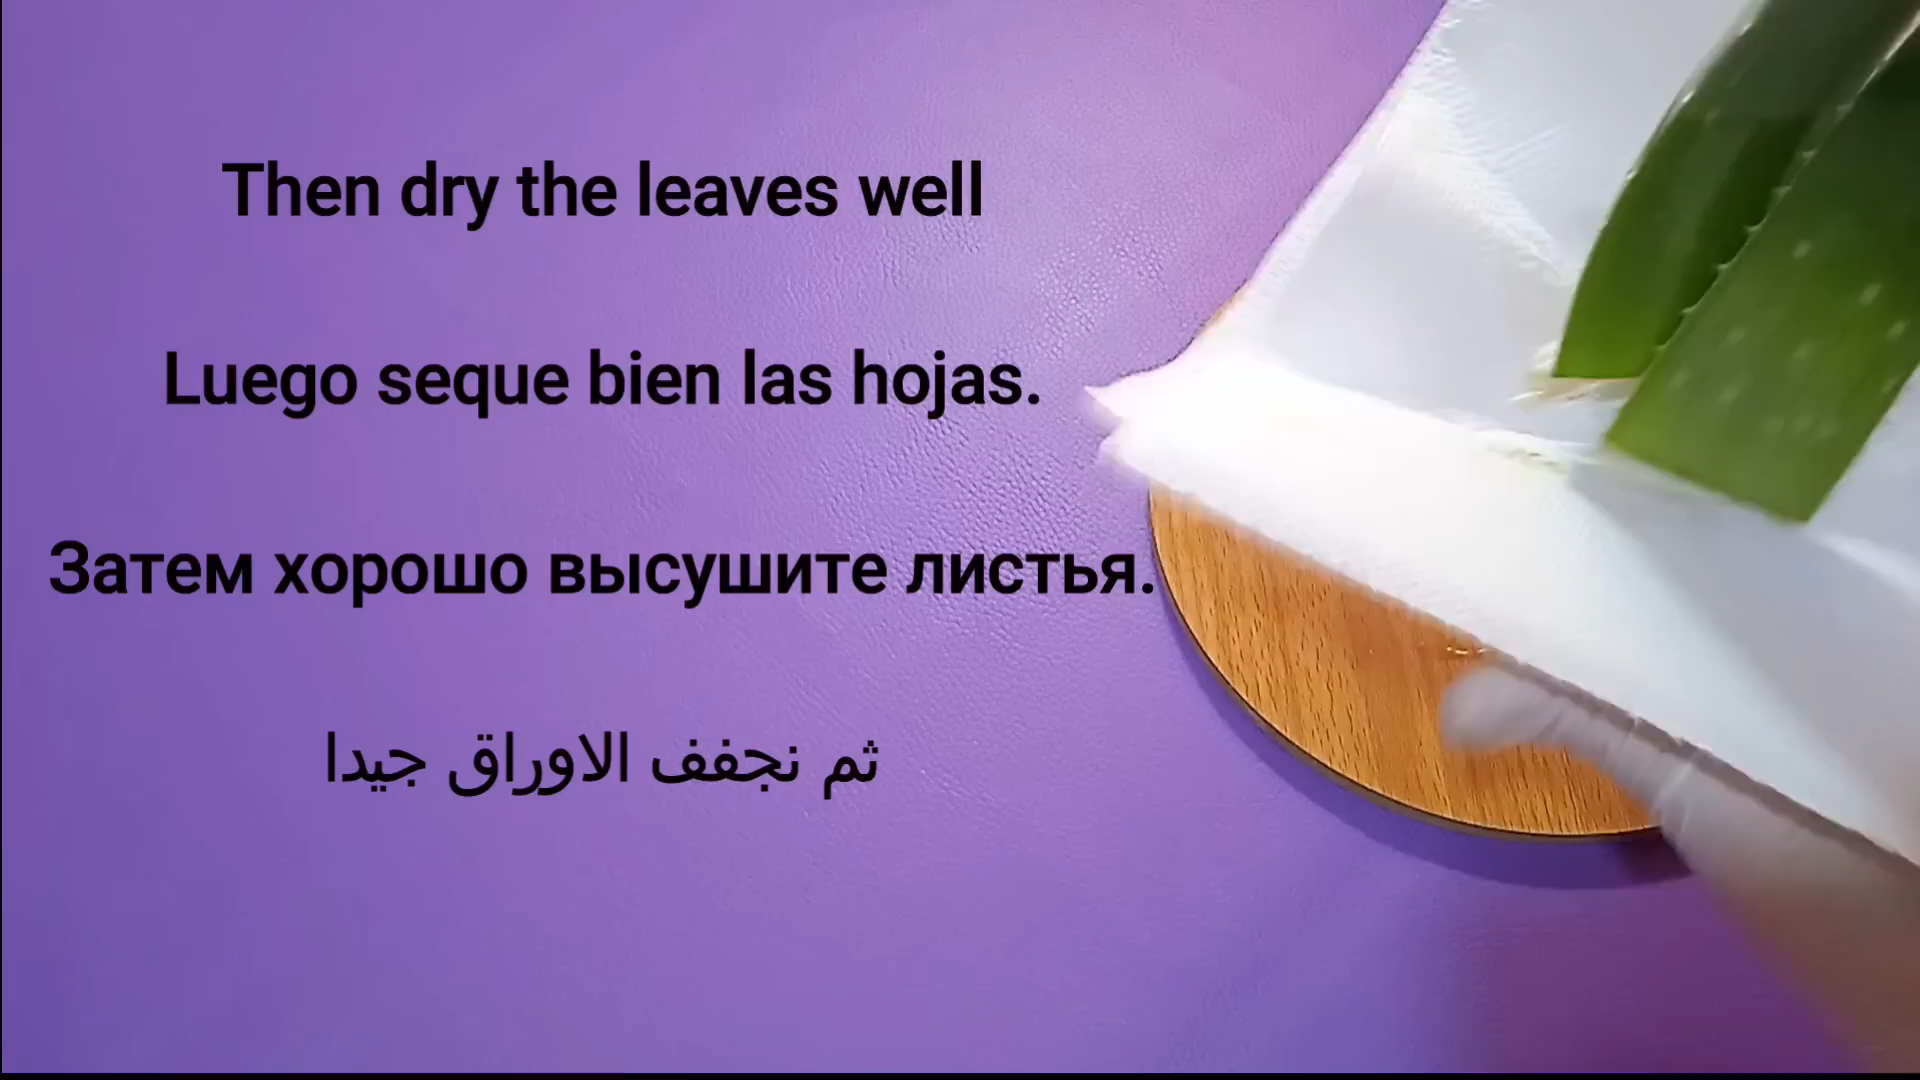 Then dry the leaves well
Luego seque bien las hojas.
Затем хорошо высушите листья.
ثم نجفف الاوراق جيدا